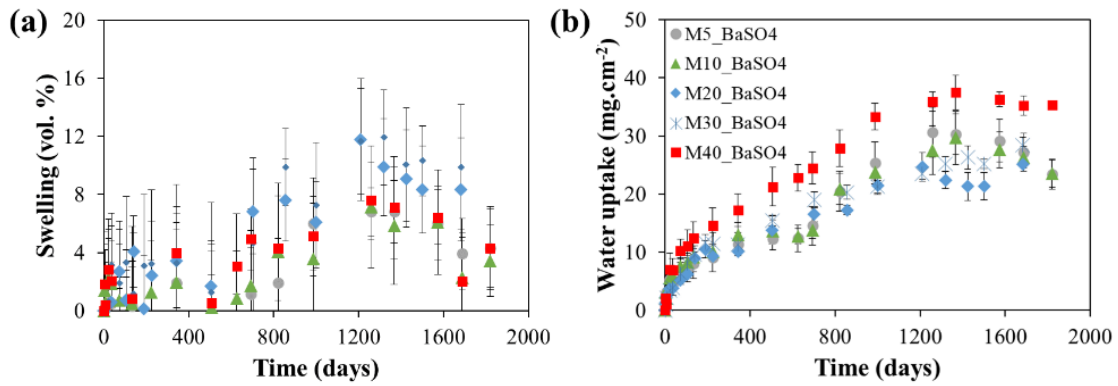 (a)
20
16
12
8
4
0
Swelling (vol. %)
0 400 800 1200 1600 2000
Time (days)
(b)
50
40
30
20
10
0
Water uptake (mg.cm-2)
M5_BaSO4
M10_BaSO4
M20_BaSO4
M30_BaSO4
M40_BaSO4
0 400 800 1200 1600 2000
Time (days)